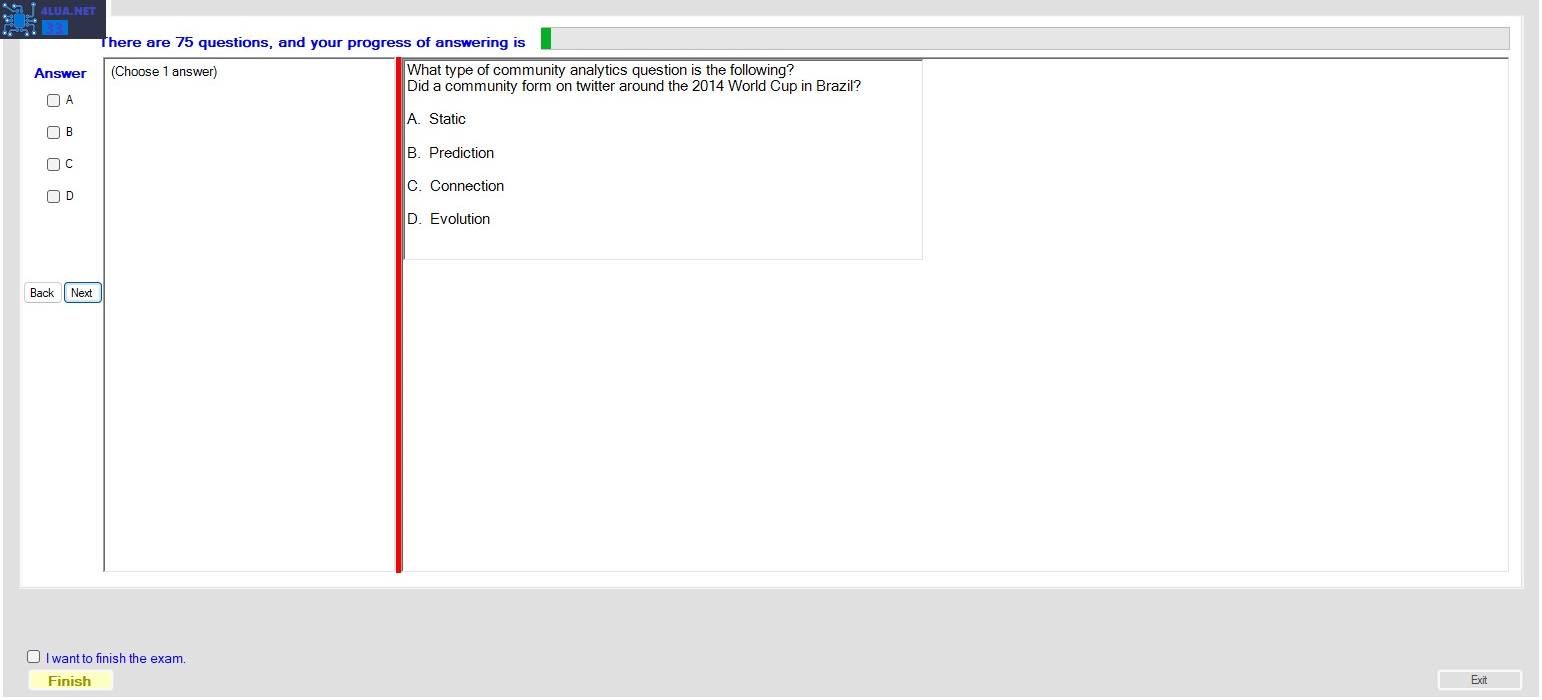 4LUA.NET
33
There are 75 questions, and your progress of answering is
Answer
(Choose 1 answer)
What type of community analytics question is the following?
Did a community form on twitter around the 2014 World Cup in Brazil?
A
B
C
D
A. Static
B. Prediction
C. Connection
D. Evolution
Back Next
I want to finish the exam.
Finish
Exit